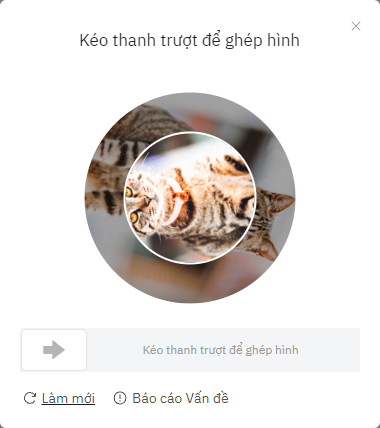 Kéo thanh trượt để ghép hình
Kéo thanh trượt để ghép hình
Làm mới
Báo cáo Vấn đề